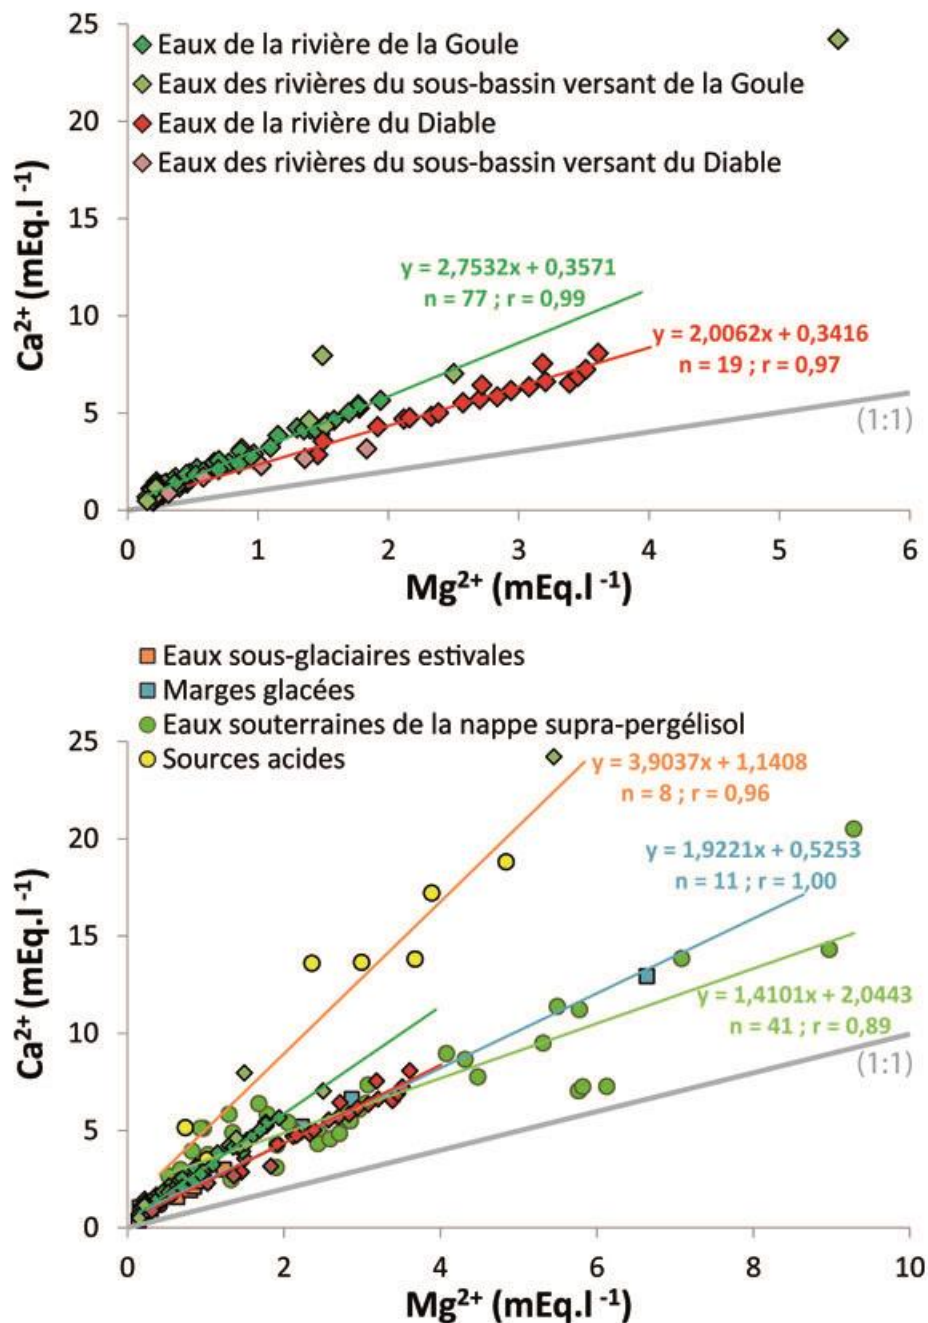 25
Eaux de la rivière de la Goule
Eaux des rivières du sous-bassin versant de la Goule
20
Eaux de la rivière du Diable
Eaux des rivières du sous-bassin versant du Diable
15
Ca²⁺ (mEq.l ⁻¹)
y = 2,7532x + 0,3571
n = 77 ; r = 0,99
10
y = 2,0062x + 0,3416
n = 19 ; r = 0,97
5
(1:1)
0
0 1 2 3 4 5 6
Mg²⁺ (mEq.l ⁻¹)
Eaux sous-glaciaires estivales
Marges glacées
Eaux souterraines de la nappe supra-pergélisol
25
Sources acides
y = 3,9037x + 1,1408
n = 8 ; r = 0,96
20
y = 1,9221x + 0,5253
n = 11 ; r = 1,00
15
Ca²⁺ (mEq.l ⁻¹)
y = 1,4101x + 2,0443
n = 41 ; r = 0,89
10
(1:1)
5
0
0 2 4 6 8 10
Mg²⁺ (mEq.l ⁻¹)